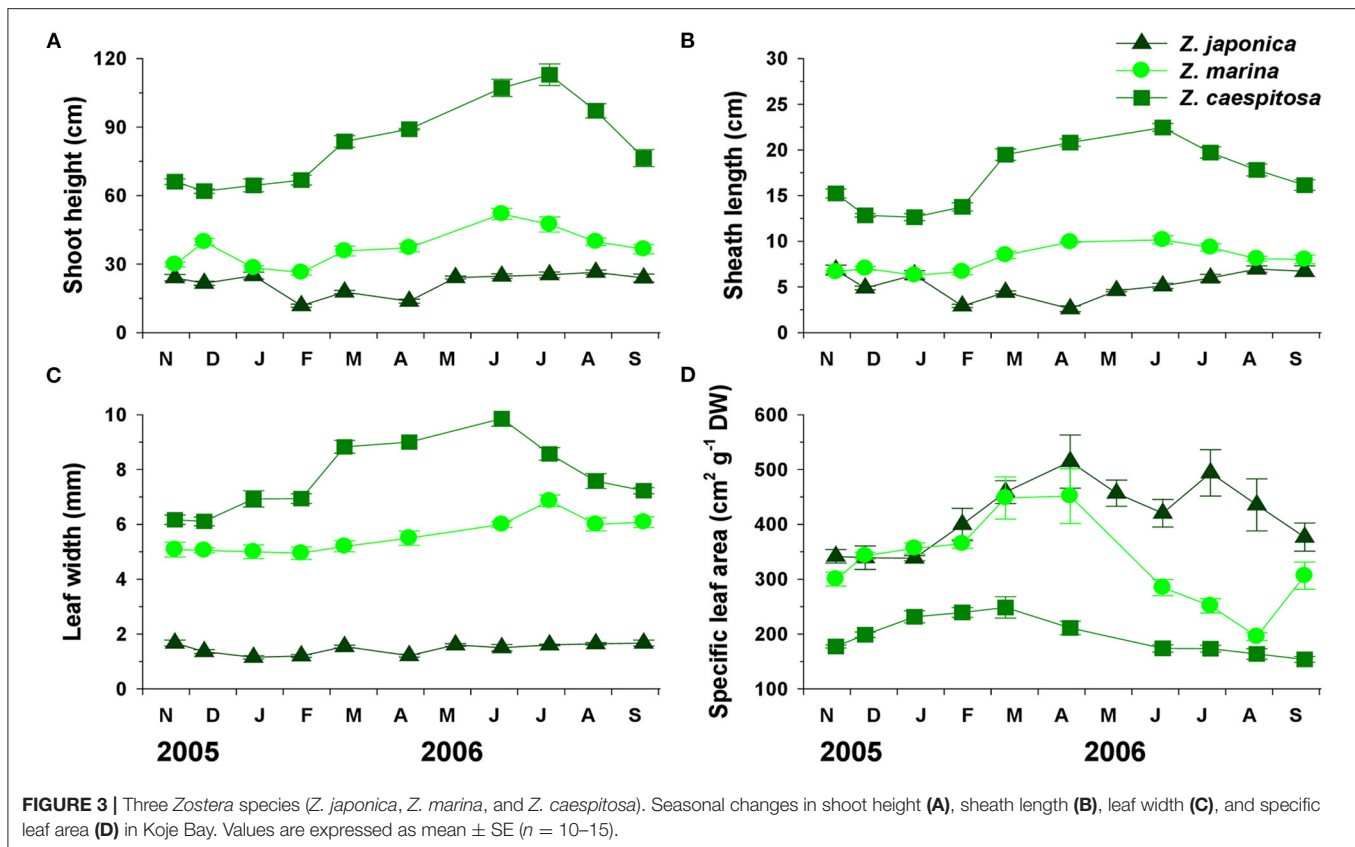 A
Shoot height (cm)
120
90
60
30
0
N D J F M A M J J A S
B
Z. japonica
Z. marina
Z. caespitosa
Sheath length (cm)
30
25
20
15
10
5
0
N D J F M A M J J A S
C
Leaf width (mm)
10
8
6
4
2
0
N D J F M A M J J A S
2005 2006
D
Specific leaf area (cm² g⁻¹ DW)
600
500
400
300
200
100
N D J F M A M J J A S
2005 2006
FIGURE 3 | Three Zostera species (Z. japonica, Z. marina, and Z. caespitosa). Seasonal changes in shoot height (A), sheath length (B), leaf width (C), and specific
leaf area (D) in Koje Bay. Values are expressed as mean ± SE (n = 10–15).